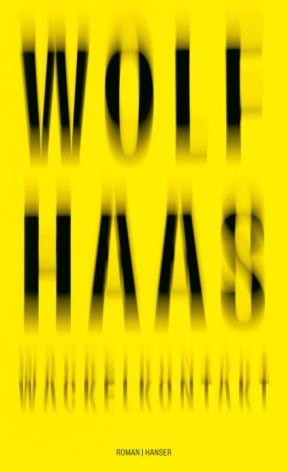 WOLF
HAAS
WACKELKONTAKT
ROMAN | HANSER